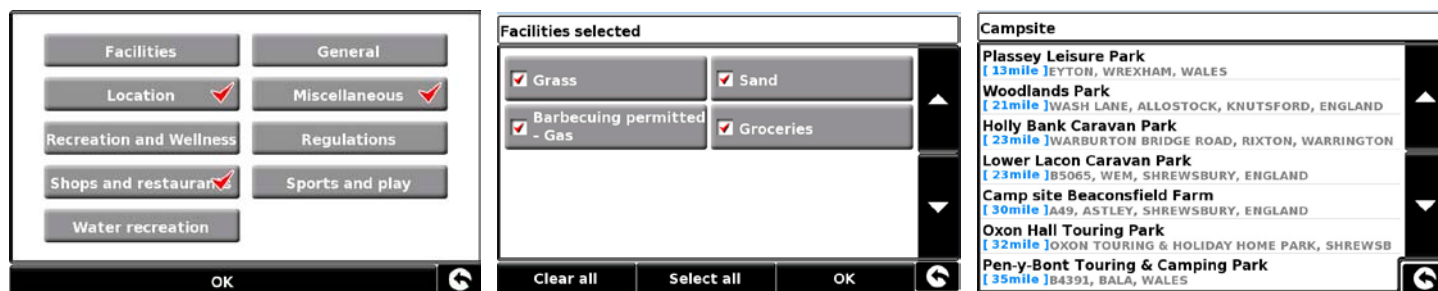 Facilities
General
Location
Miscellaneous
Recreation and Wellness
Regulations
Shops and restaurants
Sports and play
Water recreation
OK
Facilities selected
Grass
Sand
Barbecuing permitted
- Gas
Groceries
Clear all
Select all
OK
Campsite
Plassey Leisure Park
[ 13mile ]EYTON, WREXHAM, WALES
Woodlands Park
[ 21mile ]WASH LANE, ALLOSTOCK, KNUTSFORD, ENGLAND
Holly Bank Caravan Park
[ 23mile ]WARBURTON BRIDGE ROAD, RIXTON, WARRINGTON
Lower Lacon Caravan Park
[ 23mile ]B5065, WEM, SHREWSBURY, ENGLAND
Camp site Beaconsfield Farm
[ 30mile ]A49, ASTLEY, SHREWSBURY, ENGLAND
Oxon Hall Touring Park
[ 32mile ]OXON TOURING & HOLIDAY HOME PARK, SHREWSB
Pen-y-Bont Touring & Camping Park
[ 35mile ]B4391, BALA, WALES